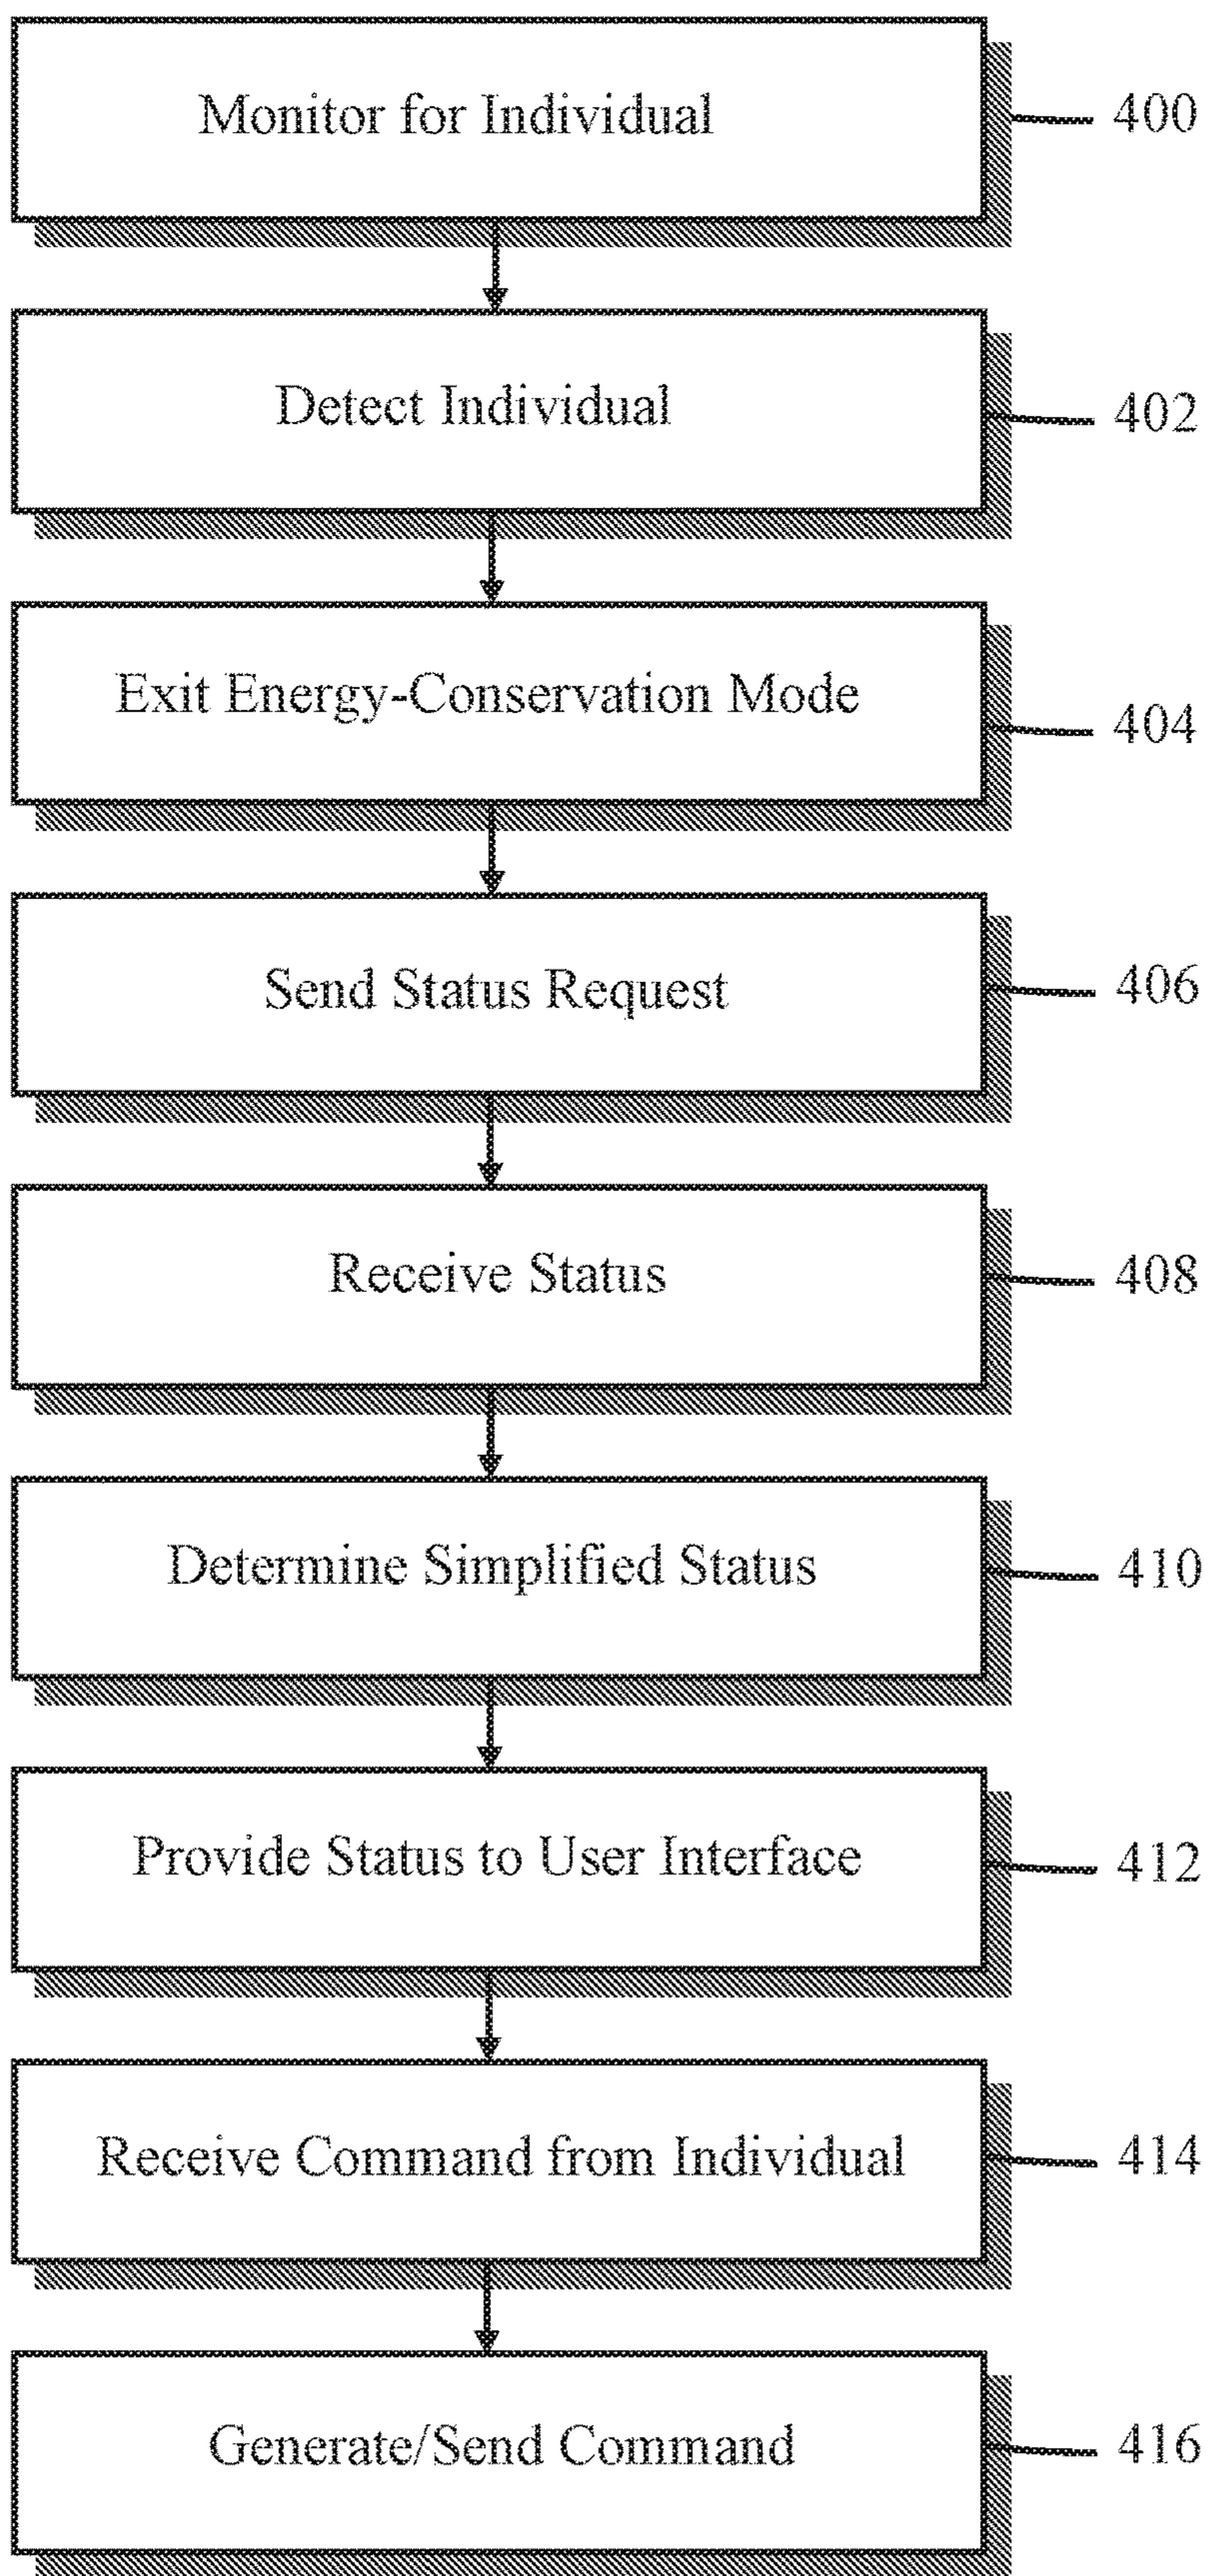 Monitor for Individual
400
Detect Individual
402
Exit Energy-Conservation Mode
404
Send Status Request
406
Receive Status
408
Determine Simplified Status
410
Provide Status to User Interface
412
Receive Command from Individual
414
Generate/Send Command
416